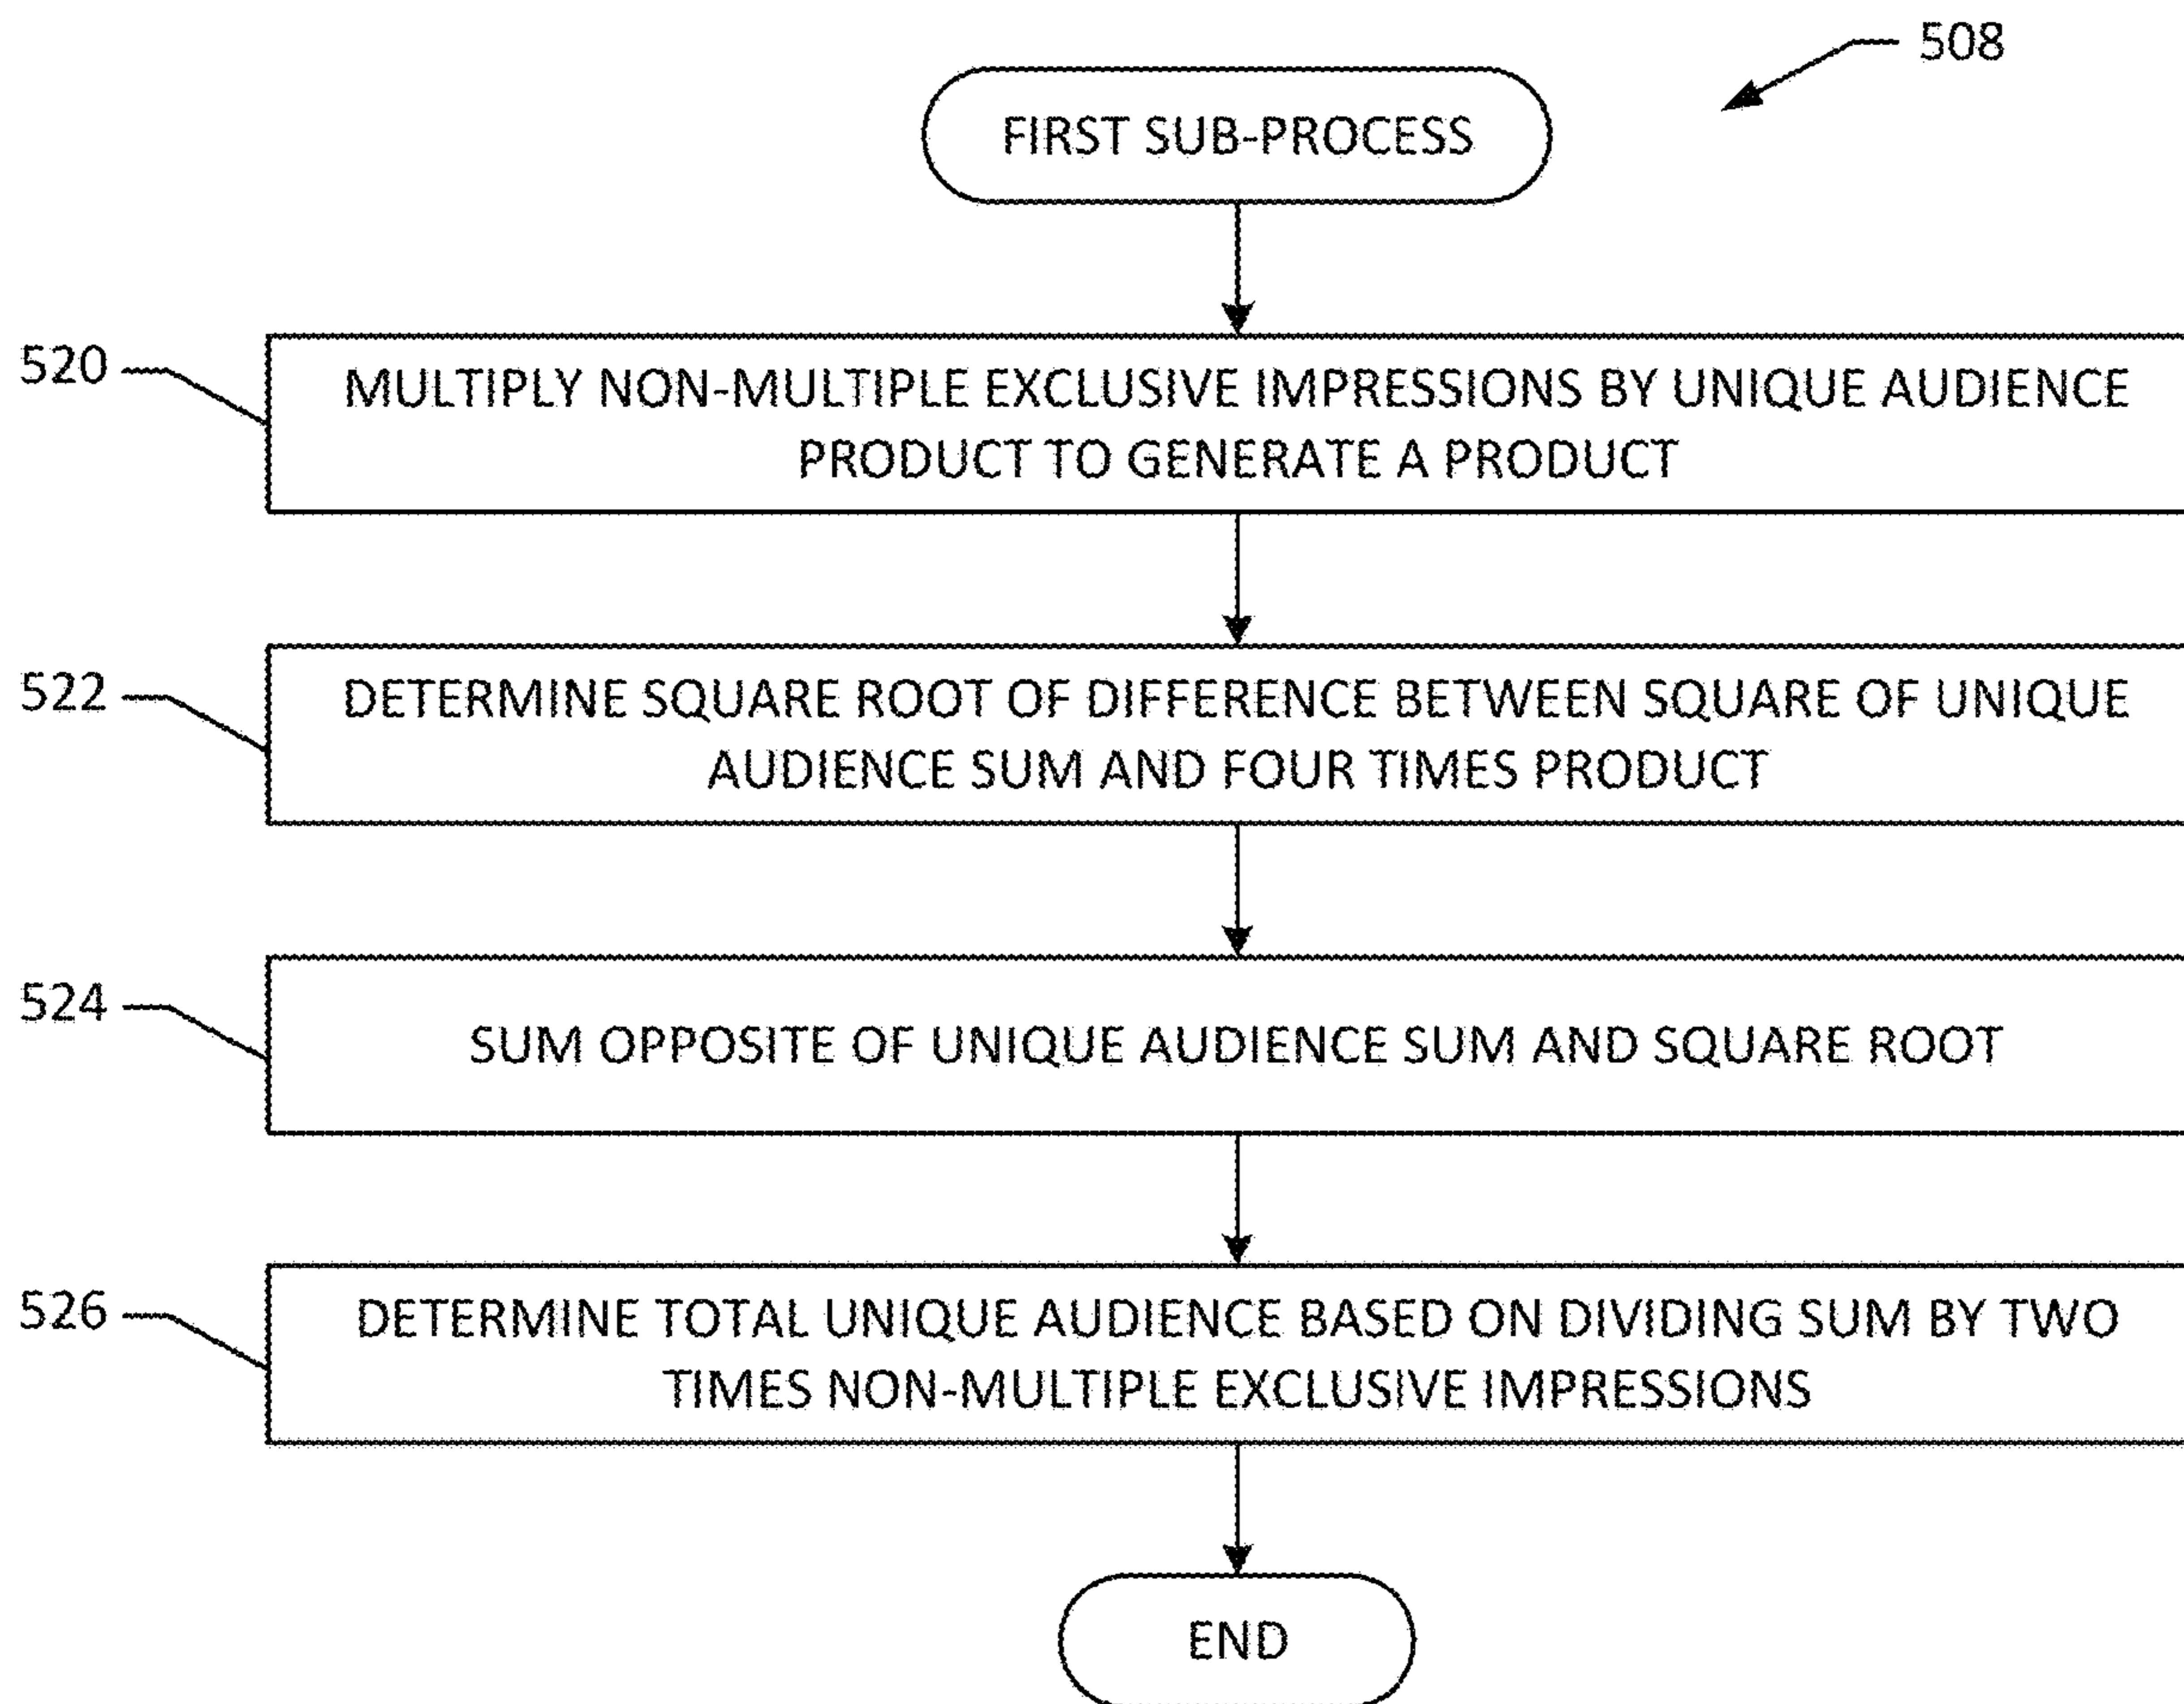 508
FIRST SUB-PROCESS
520
MULTIPLY NON-MULTIPLE EXCLUSIVE IMPRESSIONS BY UNIQUE AUDIENCE
PRODUCT TO GENERATE A PRODUCT
522
DETERMINE SQUARE ROOT OF DIFFERENCE BETWEEN SQUARE OF UNIQUE
AUDIENCE SUM AND FOUR TIMES PRODUCT
524
SUM OPPOSITE OF UNIQUE AUDIENCE SUM AND SQUARE ROOT
526
DETERMINE TOTAL UNIQUE AUDIENCE BASED ON DIVIDING SUM BY TWO
TIMES NON-MULTIPLE EXCLUSIVE IMPRESSIONS
END